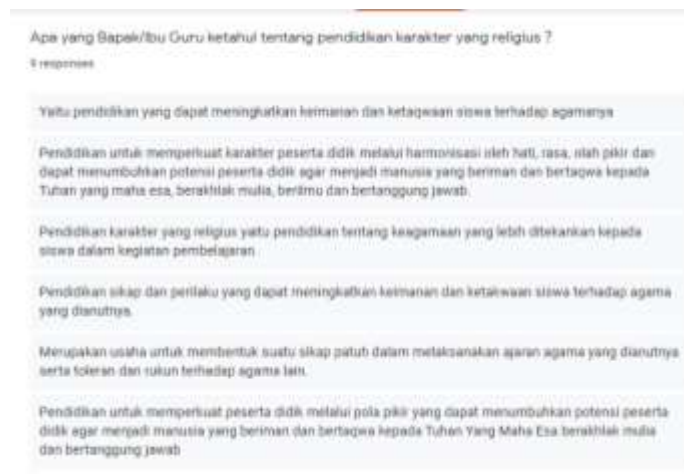 Apa yang Bapak/Ibu Guru ketahui tentang pendidikan karakter yang religius ?
9 responses
Yaitu pendidikan yang dapat meningkatkan keimanan dan ketaqwaan siswa terhadap agamanya
Pendidikan untuk memperkuat karakter peserta didik melalui harmonisasi olah hati, rasa, olah pikir dan
dapat menumbuhkan potensi peserta didik agar menjadi manusia yang beriman dan bertaqwa kepada
Tuhan yang maha esa, berakhlak mulia, berilmu dan bertanggung jawab.
Pendidikan karakter yang religius yaitu pendidikan tentang keagamaan yang lebih ditekankan kepada
siswa dalam kegiatan pembelajaran
Pendidikan sikap dan perilaku yang dapat meningkatkan keimanan dan ketakwaan siswa terhadap agama
yang dianutnya.
Merupakan usaha untuk membentuk suatu sikap patuh dalam melaksanakan ajaran agama yang dianutnya
serta toleran dan rukun terhadap agama lain.
Pendidikan untuk memperkuat peserta didik melalui pola pikir yang dapat menumbuhkan potensi peserta
didik agar menjadi manusia yang beriman dan bertaqwa kepada Tuhan Yang Maha Esa berakhlak mulia
dan bertanggung jawab